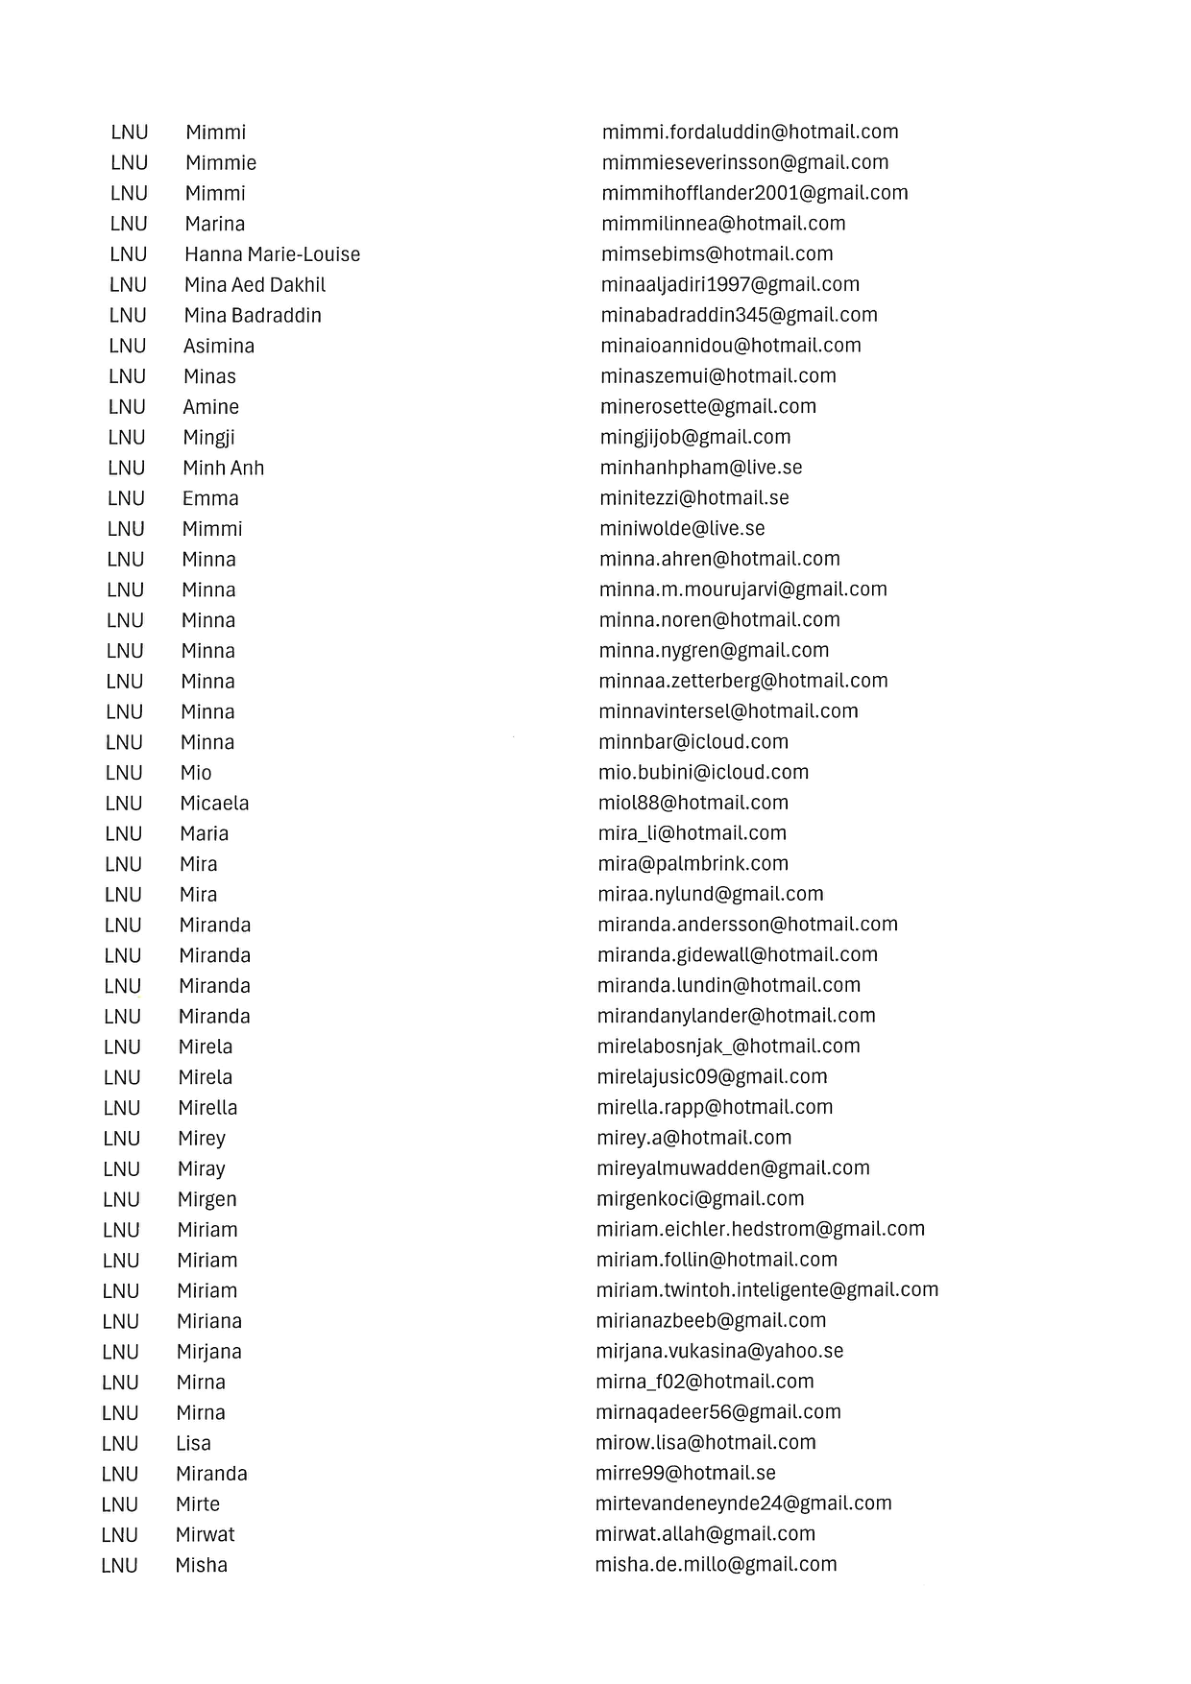 LNU Mimmi mimmi.fordaluddin@hotmail.com
LNU Mimmie mimmieseverinsson@gmail.com
LNU Mimmi mimmihofflander2001@gmail.com
LNU Marina mimmilinnea@hotmail.com
LNU Hanna Marie-Louise mimsebims@hotmail.com
LNU Mina Aed Dakhil minaaljadiri1997@gmail.com
LNU Mina Badraddin minabadraddin345@gmail.com
LNU Asimina minaioannidou@hotmail.com
LNU Minas minaszemui@hotmail.com
LNU Amine minerosette@gmail.com
LNU Mingji mingjijob@gmail.com
LNU Minh Anh minhanhpham@live.se
LNU Emma minitezzi@hotmail.se
LNU Mimmi miniwolde@live.se
LNU Minna minna.ahren@hotmail.com
LNU Minna minna.m.mourujarvi@gmail.com
LNU Minna minna.noren@hotmail.com
LNU Minna minna.nygren@gmail.com
LNU Minna minnaa.zetterberg@hotmail.com
LNU Minna minnavintersel@hotmail.com
LNU Minna minnbar@icloud.com
LNU Mio mio.bubini@icloud.com
LNU Micaela miol88@hotmail.com
LNU Maria mira_li@hotmail.com
LNU Mira mira@palmbrink.com
LNU Mira miraa.nylund@gmail.com
LNU Miranda miranda.andersson@hotmail.com
LNU Miranda miranda.gidewall@hotmail.com
LNU Miranda miranda.lundin@hotmail.com
LNU Miranda mirandanylander@hotmail.com
LNU Mirela mirelabosnjak_@hotmail.com
LNU Mirela mirelajusic09@gmail.com
LNU Mirella mirella.rapp@hotmail.com
LNU Mirey mirey.a@hotmail.com
LNU Miray mireyalmuwadden@gmail.com
LNU Mirgen mirgenkoci@gmail.com
LNU Miriam miriam.eichler.hedstrom@gmail.com
LNU Miriam miriam.follin@hotmail.com
LNU Miriam miriam.twintoh.inteligente@gmail.com
LNU Miriana mirianazbeeb@gmail.com
LNU Mirjana mirjana.vukasina@yahoo.se
LNU Mirna mirna_f02@hotmail.com
LNU Mirna mirnaqadeer56@gmail.com
LNU Lisa mirow.lisa@hotmail.com
LNU Miranda mirre99@hotmail.se
LNU Mirte mirtevandeneynde24@gmail.com
LNU Mirwat mirwat.allah@gmail.com
LNU Misha misha.de.millo@gmail.com